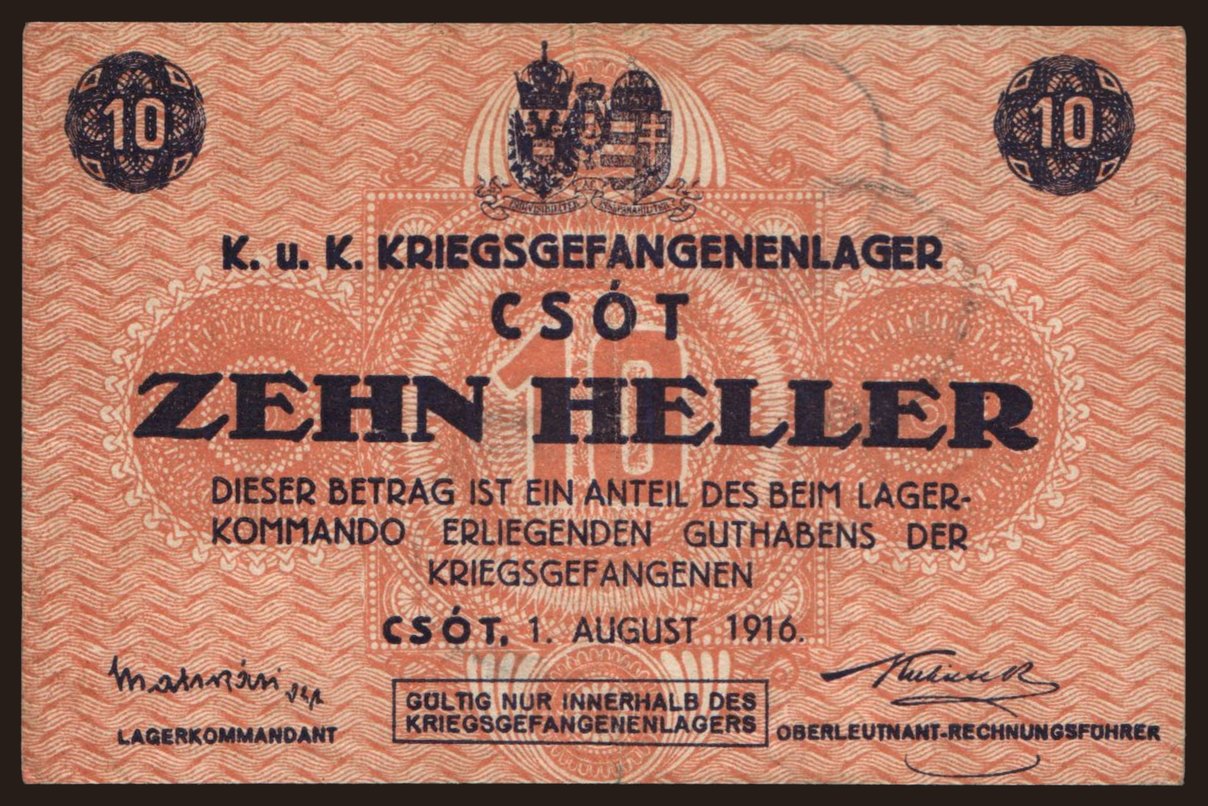 10 10
K. u. K. KRIEGSGEFANGENENLAGER
CSÓT
10
ZEHN HELLER
DIESER BETRAG IST EIN ANTEIL DES BEIM LAGER-
KOMMANDO ERLIEGENDEN GUTHABENS DER
KRIEGSGEFANGENEN
CSÓT, 1. AUGUST 1916.
LAGERKOMMANDANT
GÜLTIG NUR INNERHALB DES
KRIEGSGEFANGENENLAGERS
OBERLEUTNANT-RECHNUNGSFÜHRER